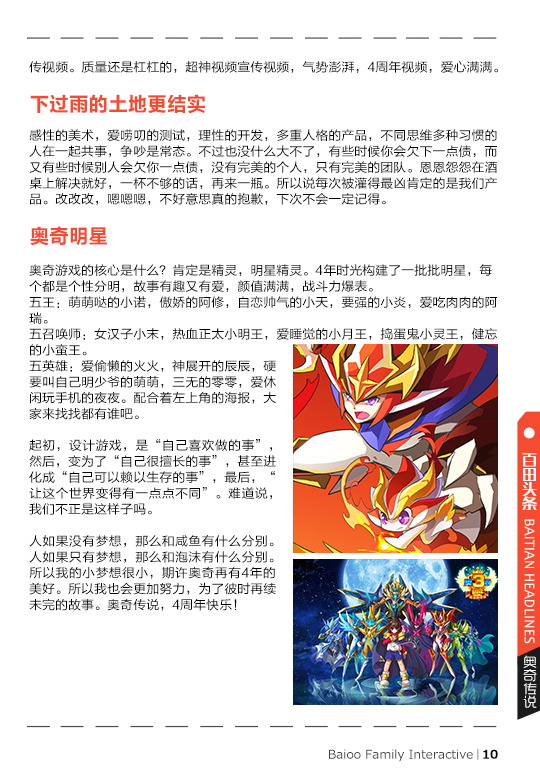 传视频。质量还是杠杠的，超神视频宣传视频，气势澎湃，4周年视频，爱心满满。
下过雨的土地更结实
感性的美术，爱唠叨的测试，理性的开发，多重人格的产品，不同思维多种习惯的
人在一起共事，争吵是常态。不过也没什么大不了，有些时候你会欠下一点债，而
又有些时候别人会欠你一点债，没有完美的个人，只有完美的团队。恩恩怨怨在酒
桌上解决就好，一杯不够的话，再来一瓶。所以说每次被灌得最凶肯定的是我们产
品。改改改，嗯嗯嗯，不好意思真的抱歉，下次不会一定记得。
奥奇明星
奥奇游戏的核心是什么？肯定是精灵，明星精灵。4年时光构建了一批批明星，每
个都是个性分明，故事有趣又有爱，颜值满满，战斗力爆表。
五王：萌萌哒的小诺，傲娇的阿修，自恋帅气的小天，要强的小炎，爱吃肉肉的阿
瑞。
五召唤师：女汉子小末，热血正太小明王，爱睡觉的小月王，捣蛋鬼小灵王，健忘
的小蛮王。
五英雄：爱偷懒的火火，神展开的辰辰，硬
要叫自己明少爷的萌萌，三无的零零，爱休
闲玩手机的夜夜。配合着左上角的海报，大
家来找找都有谁吧。
起初，设计游戏，是“自己喜欢做的事”，
然后，变为了“自己很擅长的事”，甚至进
化成“自己可以赖以生存的事”，最后，“
让这个世界变得有一点点不同”。难道说，
我们不正是这样子吗。
人如果没有梦想，那么和咸鱼有什么分别。
人如果只有梦想，那么和泡沫有什么分别。
所以我的小梦想很小，期许奥奇再有4年的
美好。所以我也会更加努力，为了彼时再续
未完的故事。奥奇传说，4周年快乐！
百田头条 BAITIAN HEADLINES
奥奇传说
Baioo Family Interactive | 10